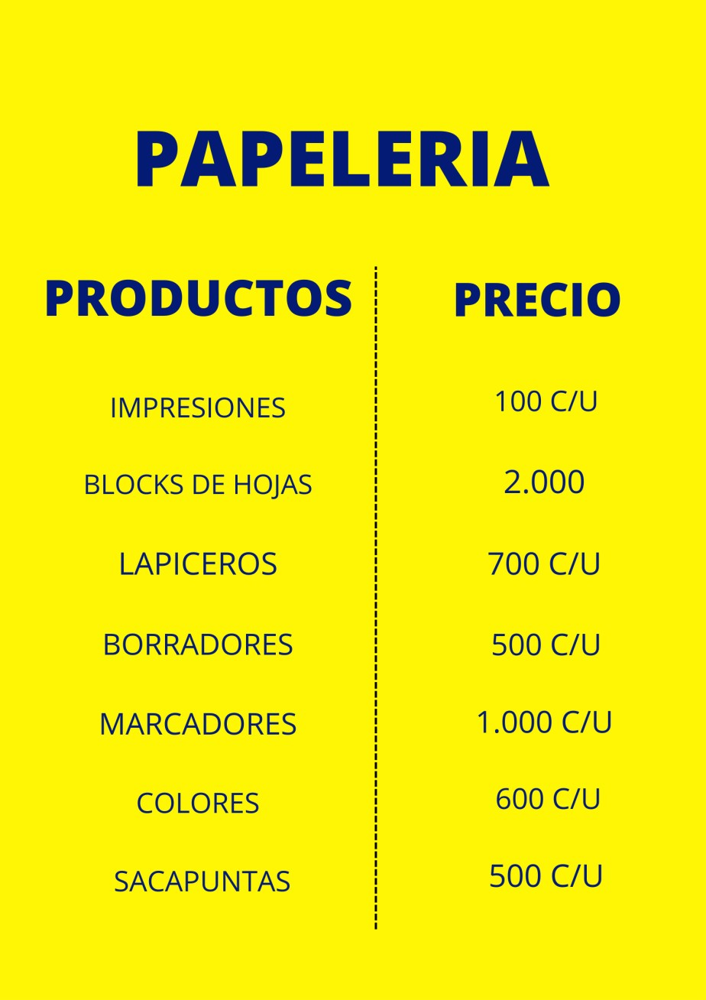 PAPELERIA
PRODUCTOS PRECIO
IMPRESIONES 100 C/U
BLOCKS DE HOJAS 2.000
LAPICEROS 700 C/U
BORRADORES 500 C/U
MARCADORES 1.000 C/U
COLORES 600 C/U
SACAPUNTAS 500 C/U